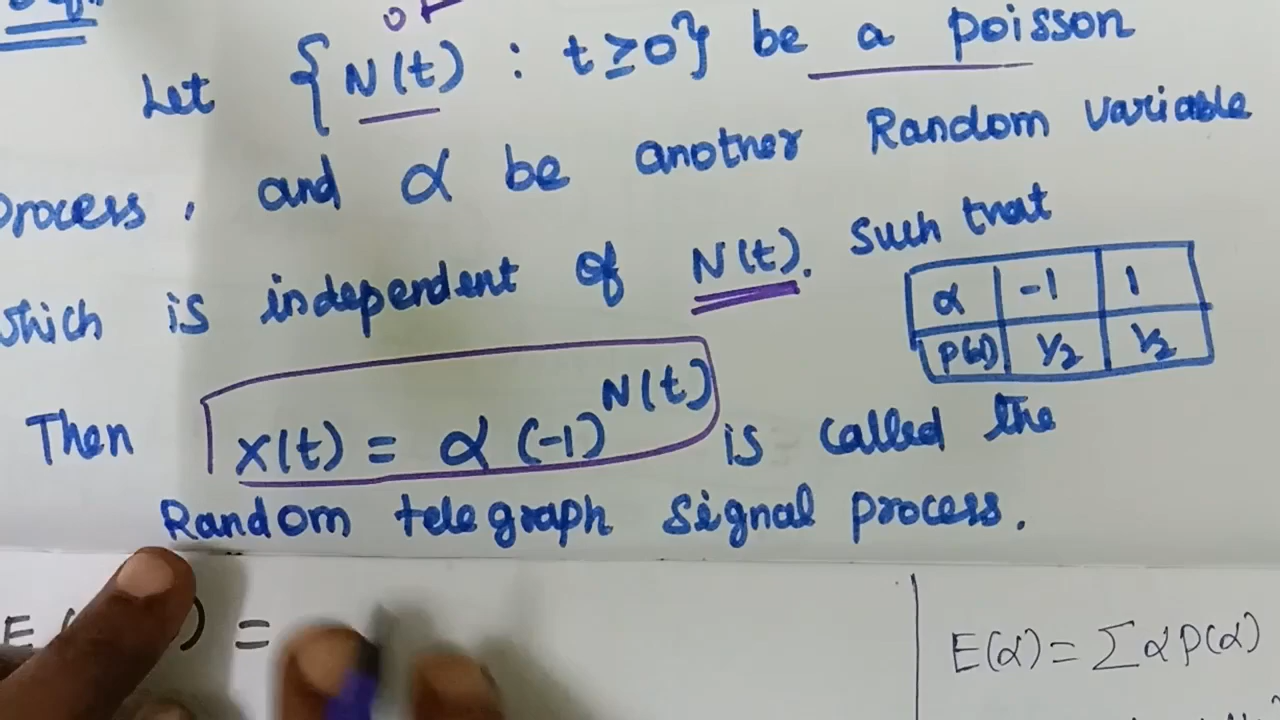 Let {N(t) : t ≥ 0} be a poisson
process, and α be another Random variable
which is independent of N(t). Such that
α -1 1
P(α) 1/2 1/2
Then X(t) = α (-1)^N(t) is called the
Random telegraph signal process.
E ) =
E(α) = Σ α P(α)